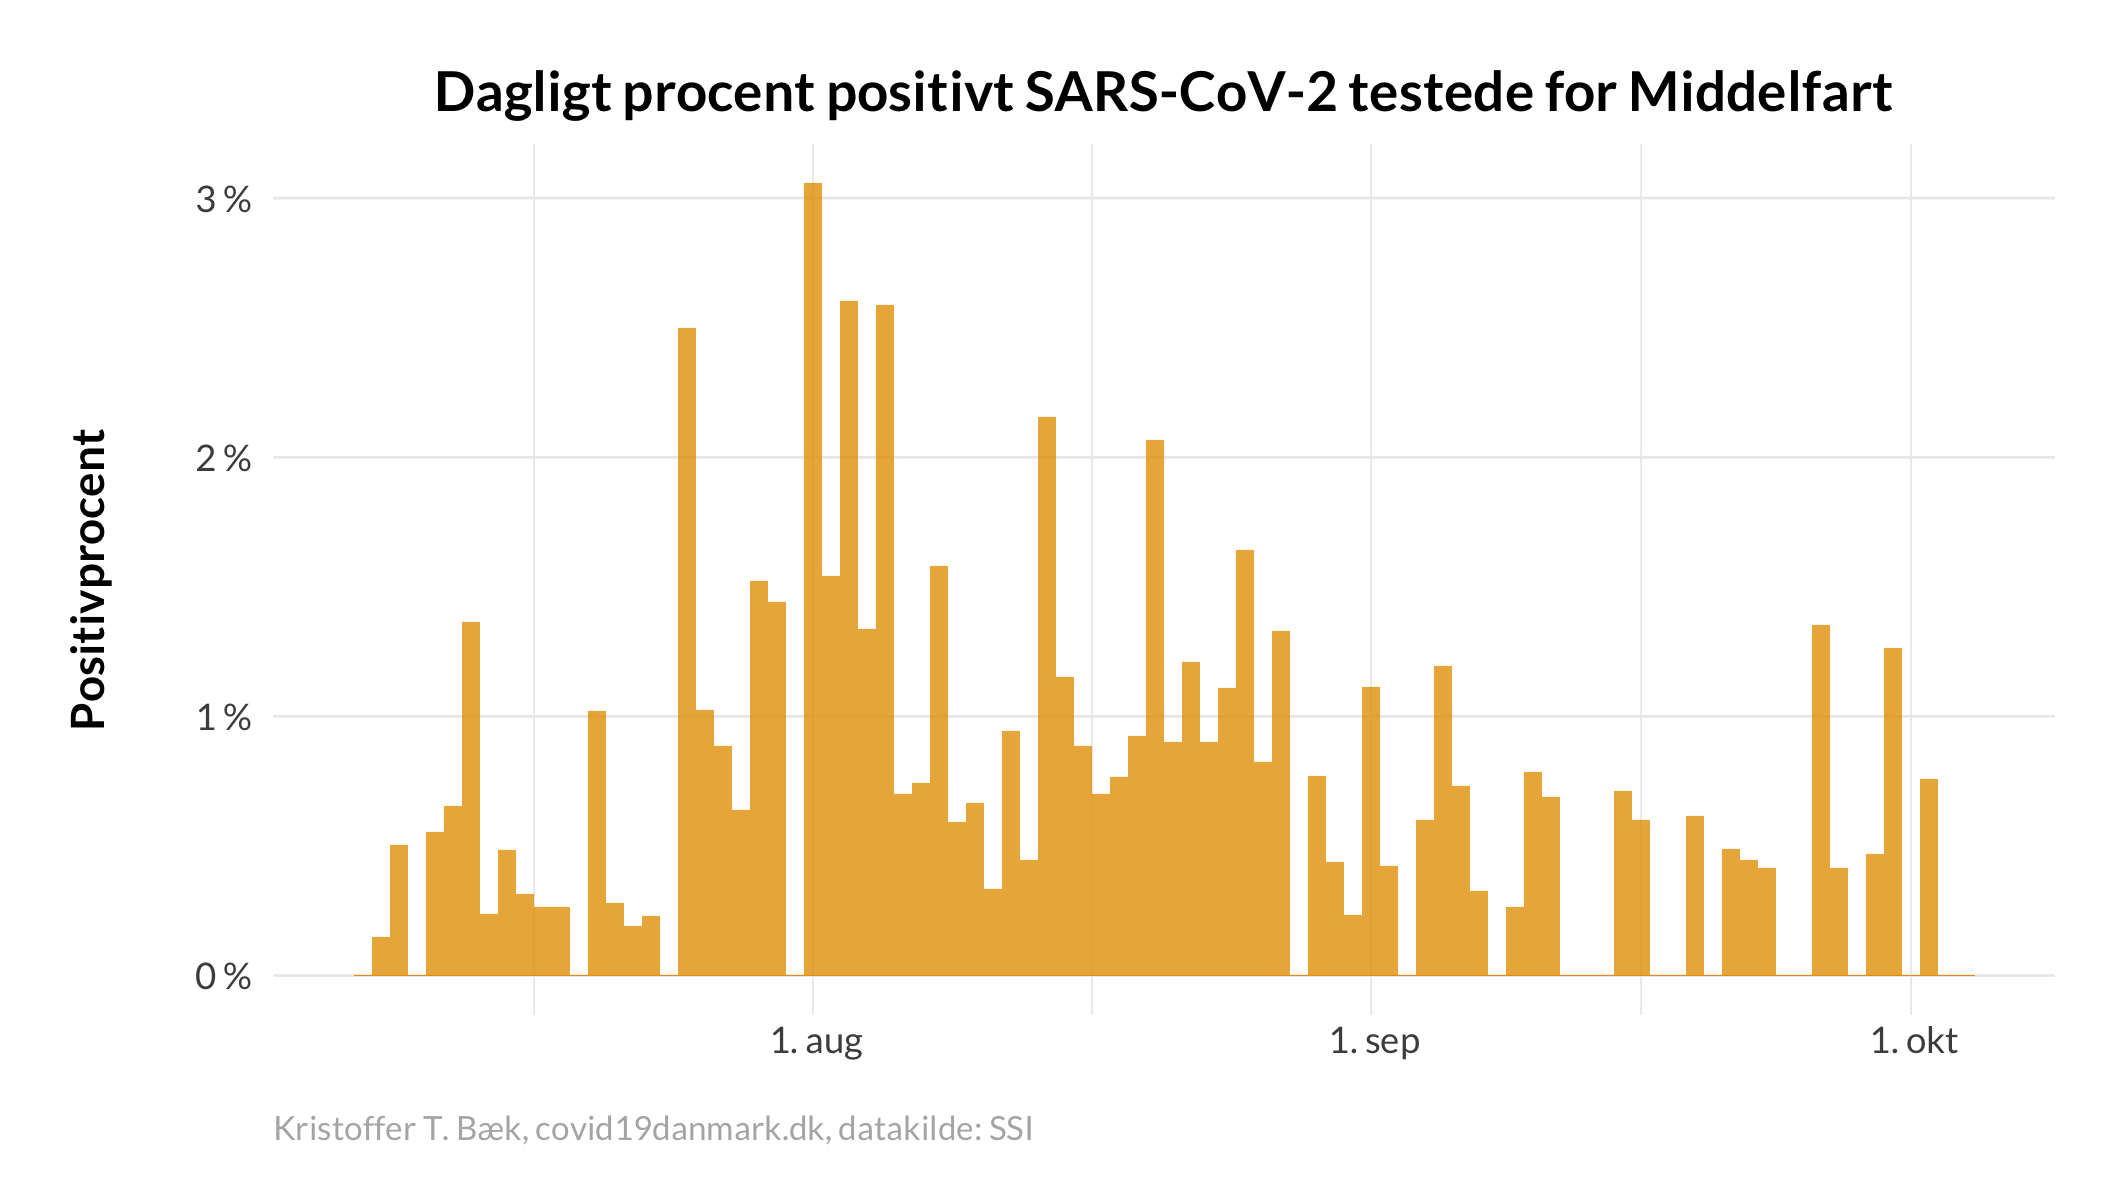 Dagligt procent positivt SARS-CoV-2 testede for Middelfart
Positivprocent
3 %
2 %
1 %
0 %
1. aug
1. sep
1. okt
Kristoffer T. Bæk, covid19danmark.dk, datakilde: SSI